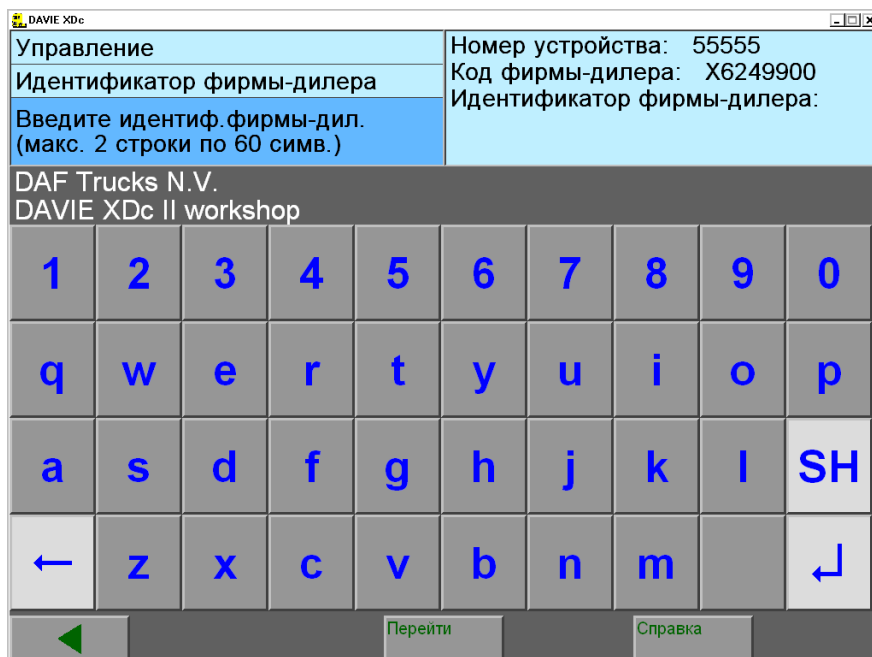 DAVIE XDc
Управление
Идентификатор фирмы-дилера
Введите идентиф.фирмы-дил.
(макс. 2 строки по 60 симв.)
Номер устройства: 55555
Код фирмы-дилера: X6249900
Идентификатор фирмы-дилера:
DAF Trucks N.V.
DAVIE XDc II workshop
1 2 3 4 5 6 7 8 9 0
q w e r t y u i o p
a s d f g h j k l SH
← z x c v b n m ↵
Перейти
Справка